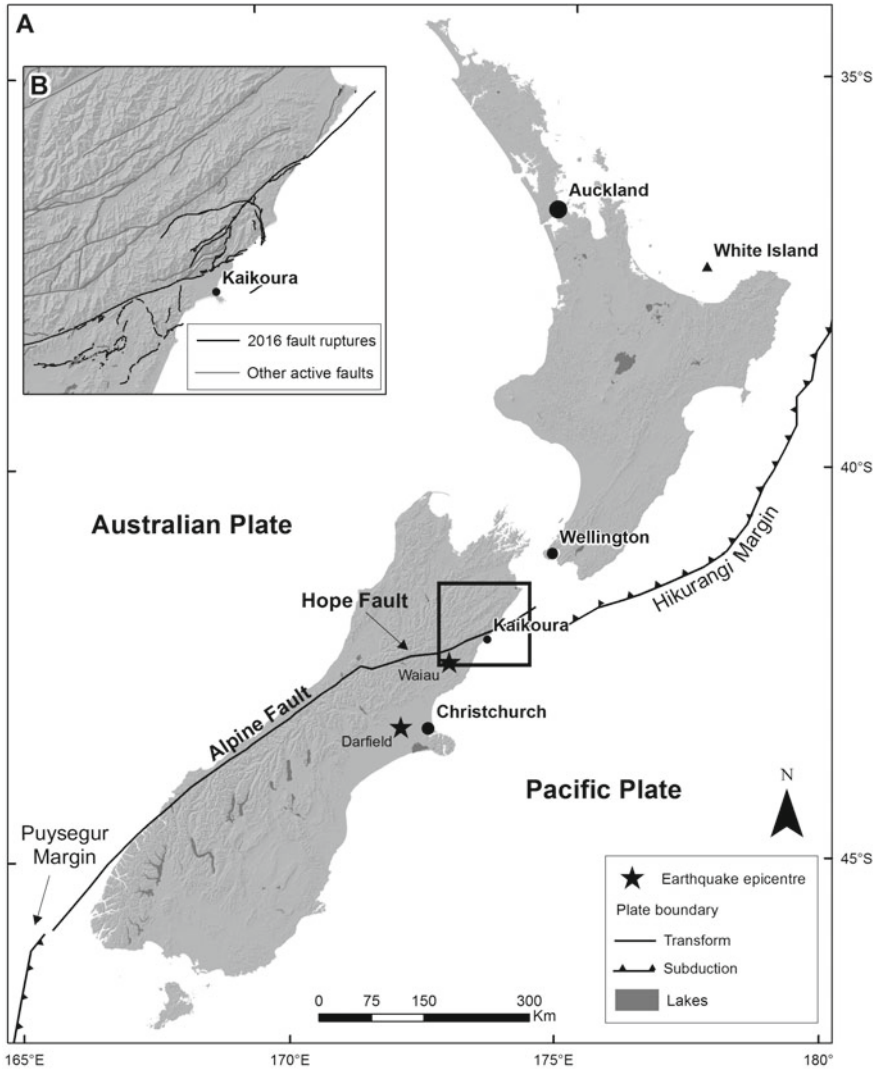 A
B
Kaikoura
2016 fault ruptures
Other active faults
Auckland
White Island
35°S
40°S
45°S
Australian Plate
Wellington
Hikurangi Margin
Hope Fault
Kaikoura
Waiau
Alpine Fault
Christchurch
Darfield
Pacific Plate
Puysegur
Margin
N
Earthquake epicentre
Plate boundary
Transform
Subduction
Lakes
0 75 150 300
Km
165°E 170°E 175°E 180°